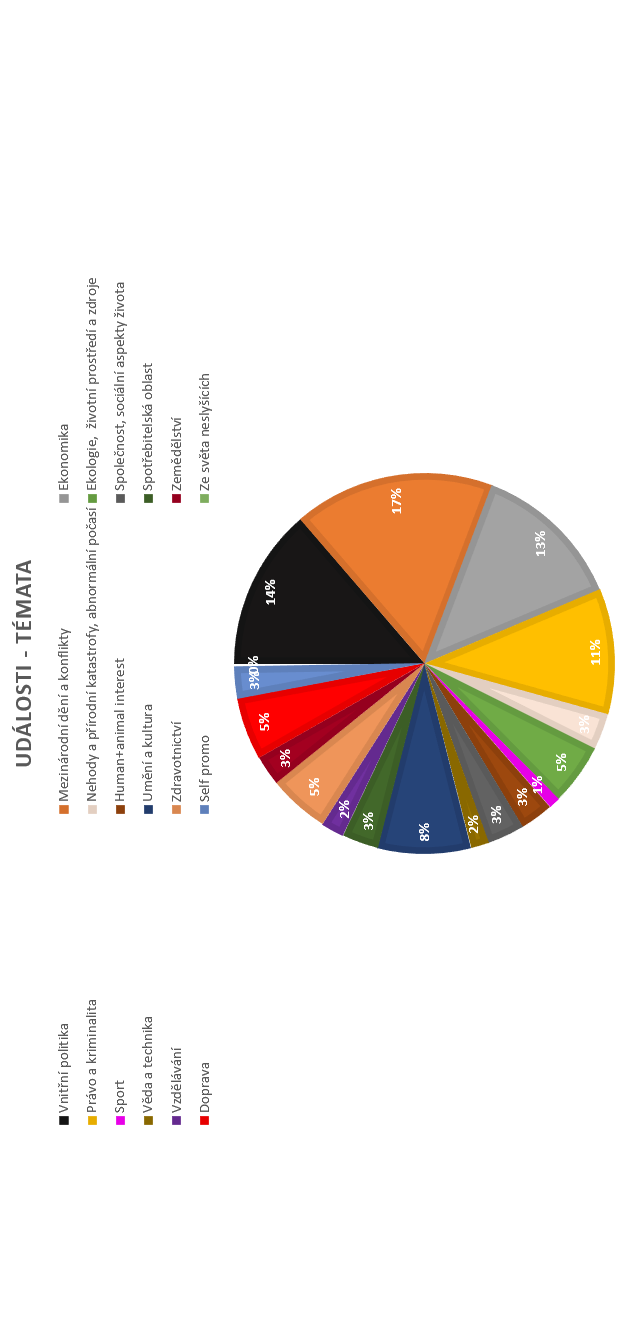 UDÁLOSTI - TÉMATA
Vnitřní politika Mezinárodní dění a konflikty Ekonomika
Právo a kriminalita Nehody a přírodní katastrofy, abnormální počasí Ekologie, životní prostředí a zdroje
Sport Human+animal interest Společnost, sociální aspekty života
Věda a technika Umění a kultura Spotřebitelská oblast
Vzdělávání Zdravotnictví Zemědělství
Doprava Self promo Ze světa neslyšících
14%
17%
13%
11%
3%
5%
1%
3%
3%
2%
8%
3%
2%
5%
3%
5%
3%
0%